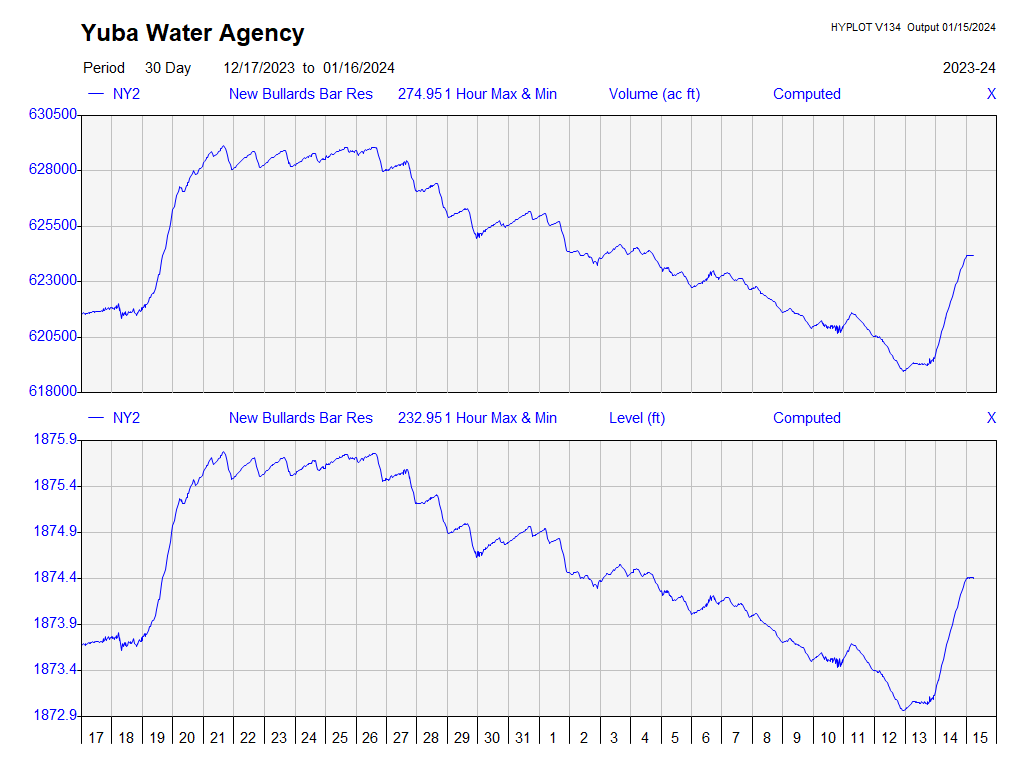 Yuba Water Agency
HYPLOT V134 Output 01/15/2024
Period 30 Day 12/17/2023 to 01/16/2024 2023-24
NY2 New Bullards Bar Res 274.95 1 Hour Max & Min Volume (ac ft) Computed X
630500
628000
625500
623000
620500
618000
NY2 New Bullards Bar Res 232.95 1 Hour Max & Min Level (ft) Computed X
1875.9
1875.4
1874.9
1874.4
1873.9
1873.4
1872.9
17 18 19 20 21 22 23 24 25 26 27 28 29 30 31 1 2 3 4 5 6 7 8 9 10 11 12 13 14 15